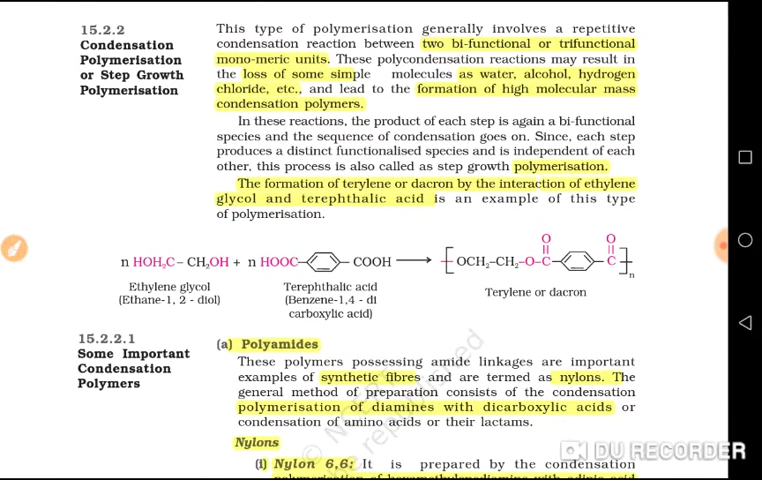 15.2.2
Condensation
Polymerisation
or Step Growth
Polymerisation
This type of polymerisation generally involves a repetitive
condensation reaction between two bi-functional or trifunctional
mono-meric units. These polycondensation reactions may result in
the loss of some simple molecules as water, alcohol, hydrogen
chloride, etc., and lead to the formation of high molecular mass
condensation polymers.
In these reactions, the product of each step is again a bi-functional
species and the sequence of condensation goes on. Since, each step
produces a distinct functionalised species and is independent of each
other, this process is also called as step growth polymerisation.
The formation of terylene or dacron by the interaction of ethylene
glycol and terephthalic acid is an example of this type
of polymerisation.
n HOH₂C – CH₂OH + n HOOC COOH → [ OCH₂–CH₂–O–C C ]n
O O
Ethylene glycol
(Ethane-1, 2 - diol)
Terephthalic acid
(Benzene-1,4 - di
carboxylic acid)
Terylene or dacron
15.2.2.1
Some Important
Condensation
Polymers
(a) Polyamides
These polymers possessing amide linkages are important
examples of synthetic fibres and are termed as nylons. The
general method of preparation consists of the condensation
polymerisation of diamines with dicarboxylic acids or
condensation of amino acids or their lactams.
Nylons
(i) Nylon 6,6: It is prepared by the condensation
polymerisation of hexamethylenediamine with adipic acid
DU RECORDER